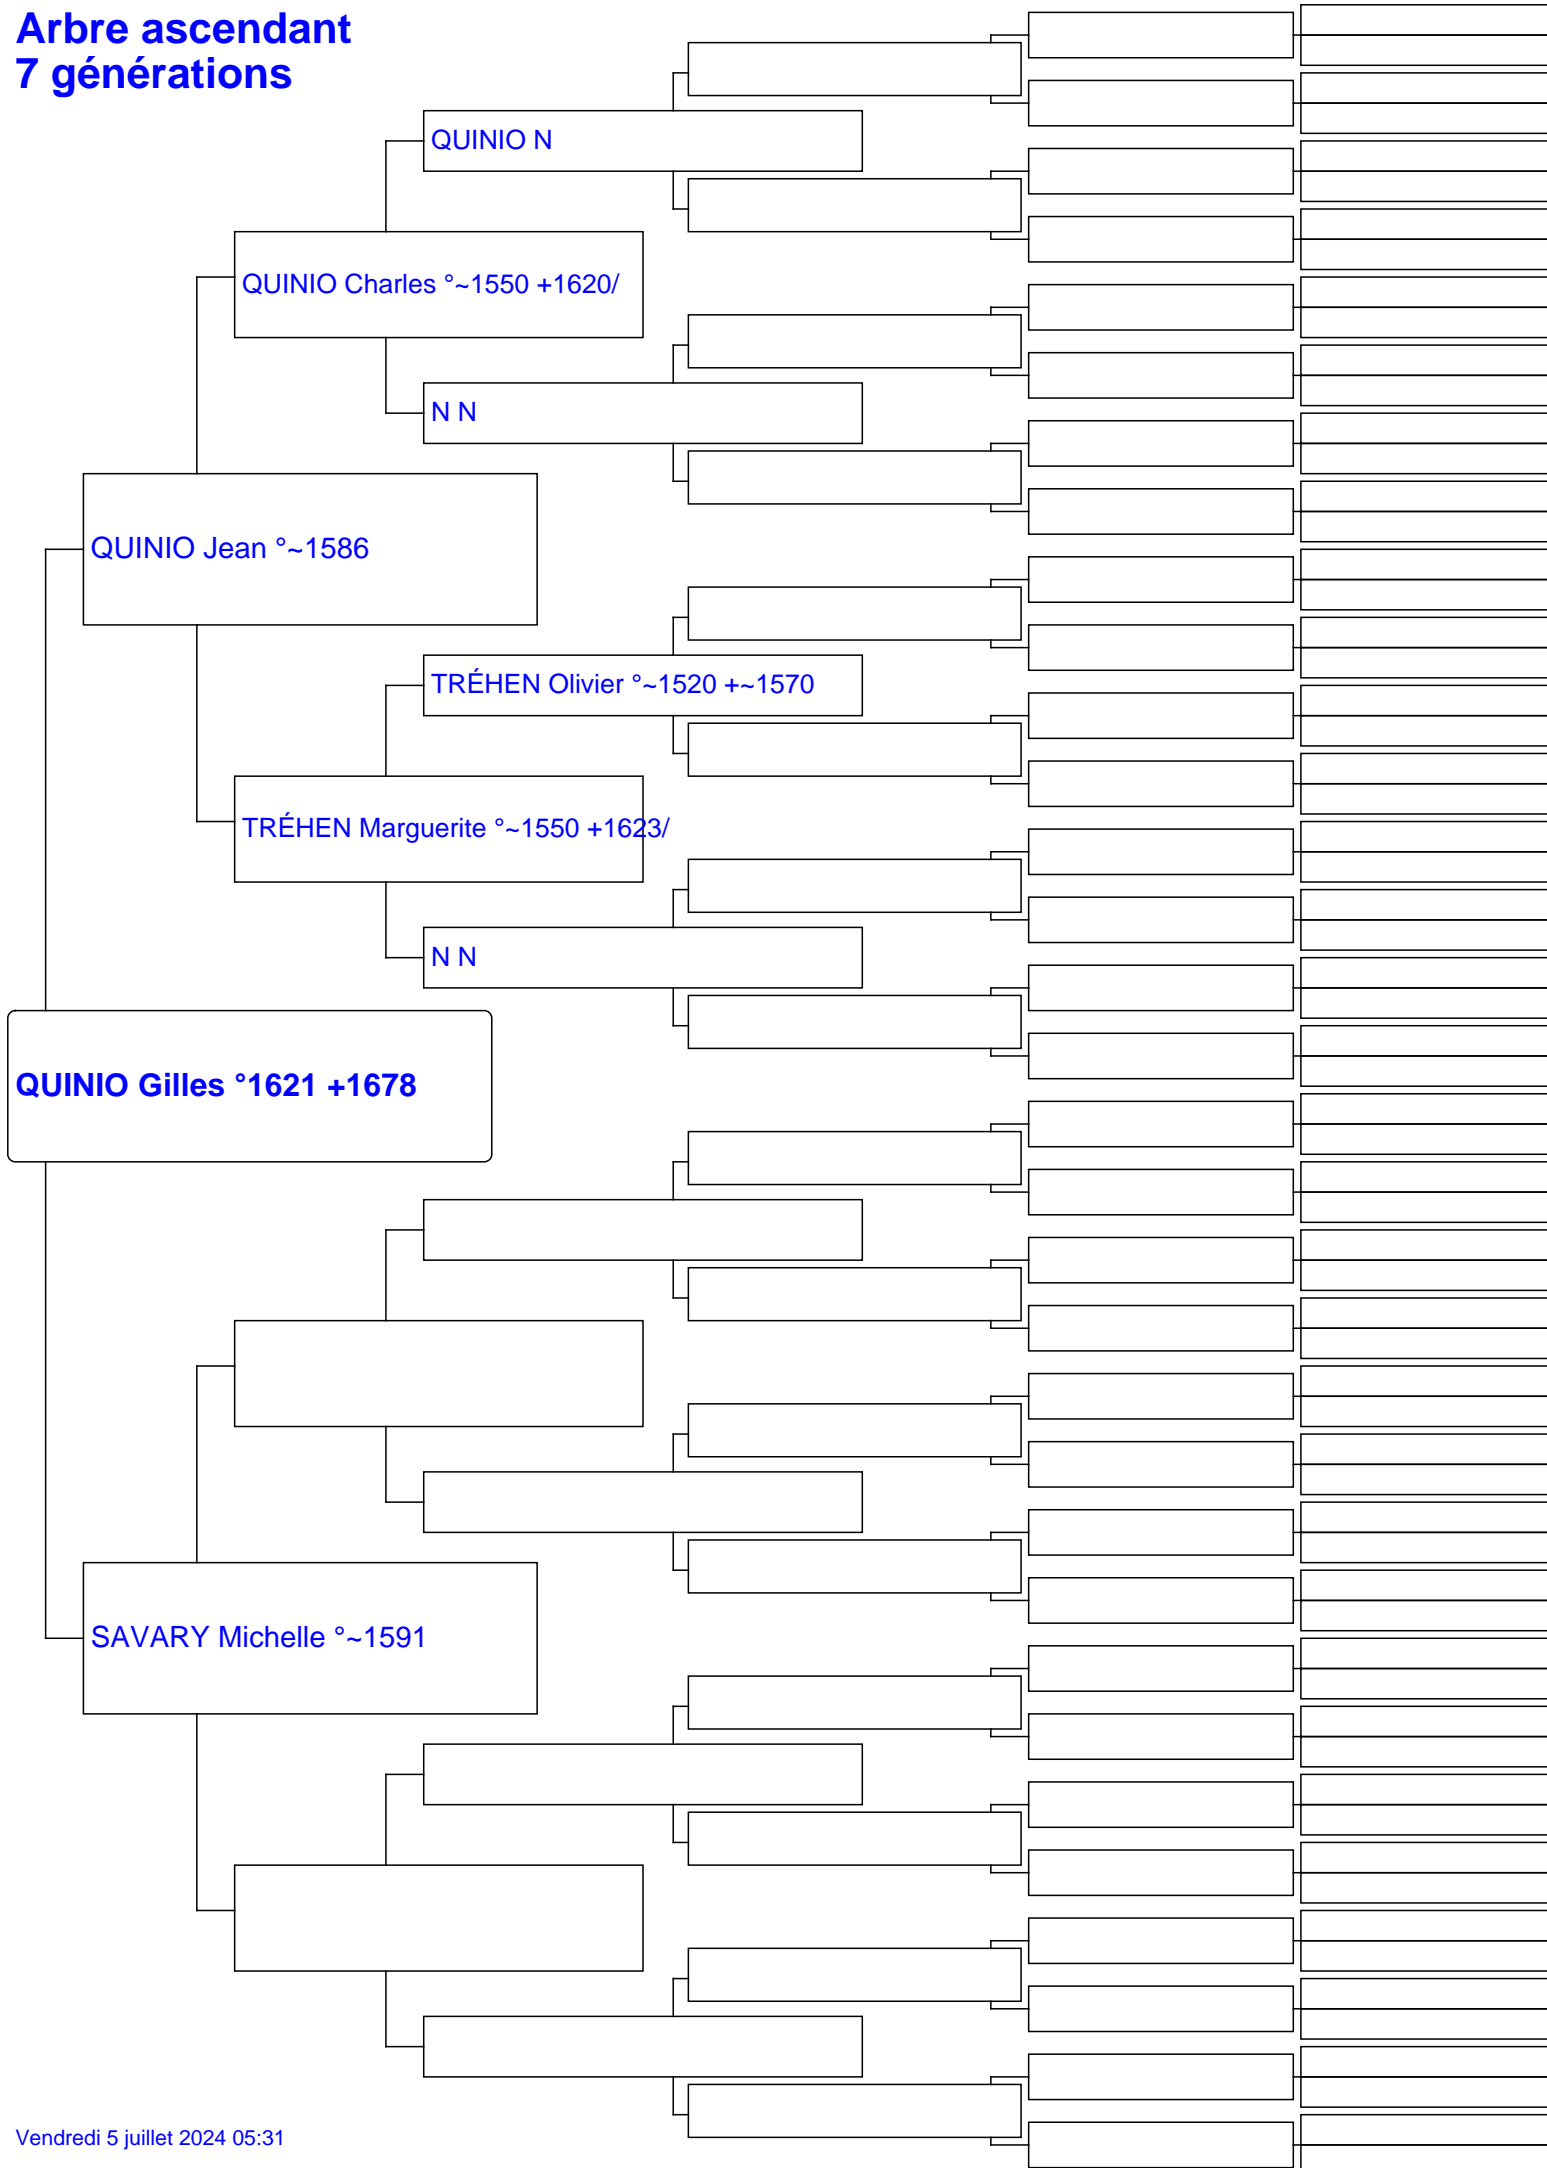 Arbre ascendant
7 générations
QUINIO N
QUINIO Charles °~1550 +1620/
N N
QUINIO Jean °~1586
TRÉHEN Olivier °~1520 +~1570
TRÉHEN Marguerite °~1550 +1623/
N N
QUINIO Gilles °1621 +1678
SAVARY Michelle °~1591
Vendredi 5 juillet 2024 05:31